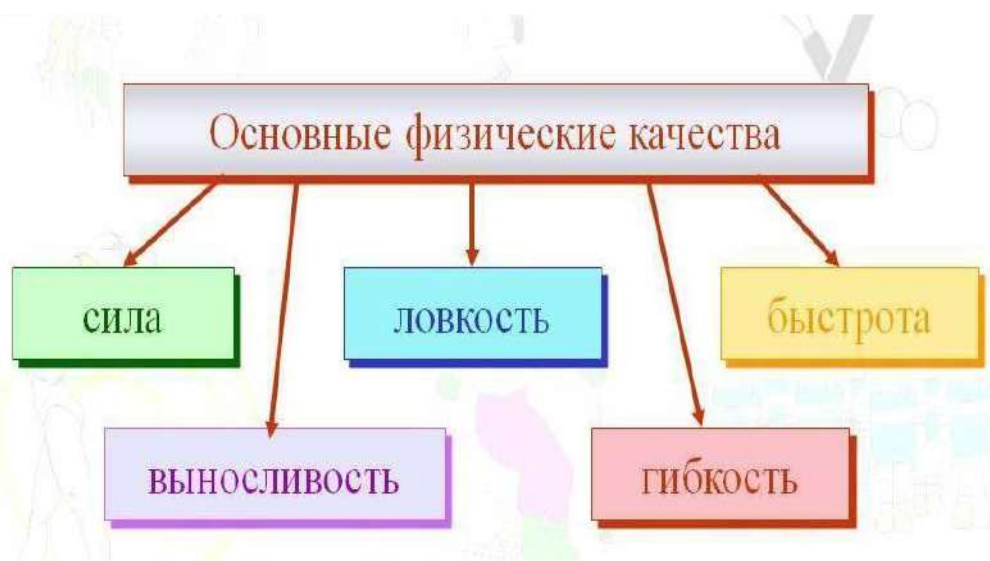 Основные физические качества
сила
ловкость
быстрота
выносливость
гибкость